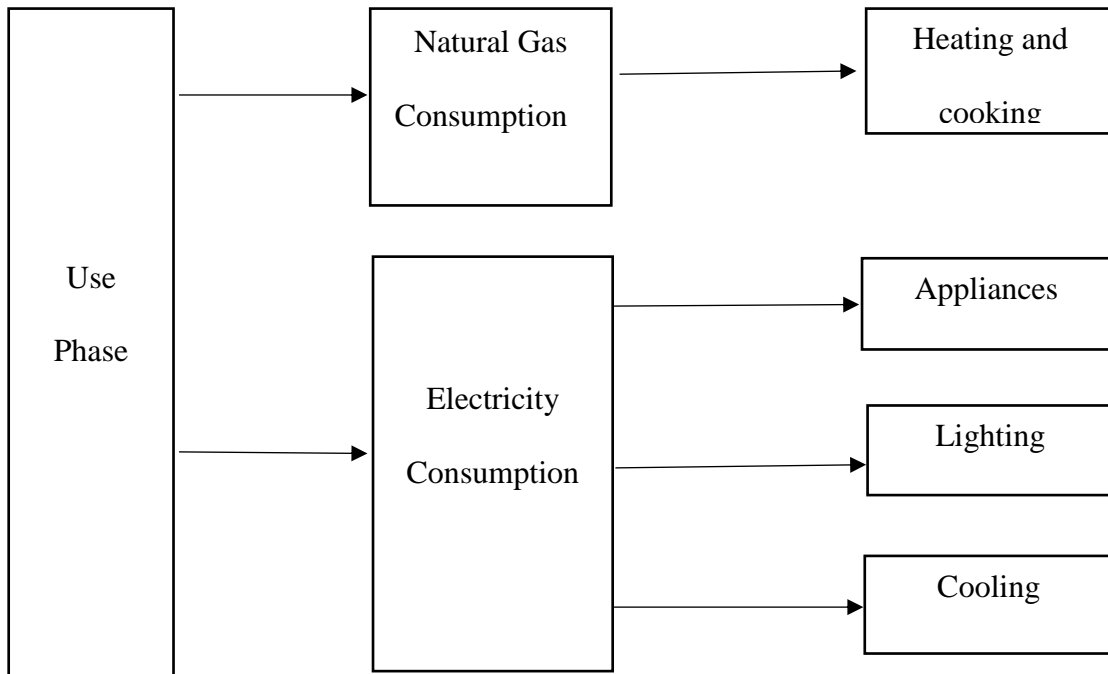 Use
Phase
Natural Gas
Consumption
Electricity
Consumption
Heating and
cooking
Appliances
Lighting
Cooling